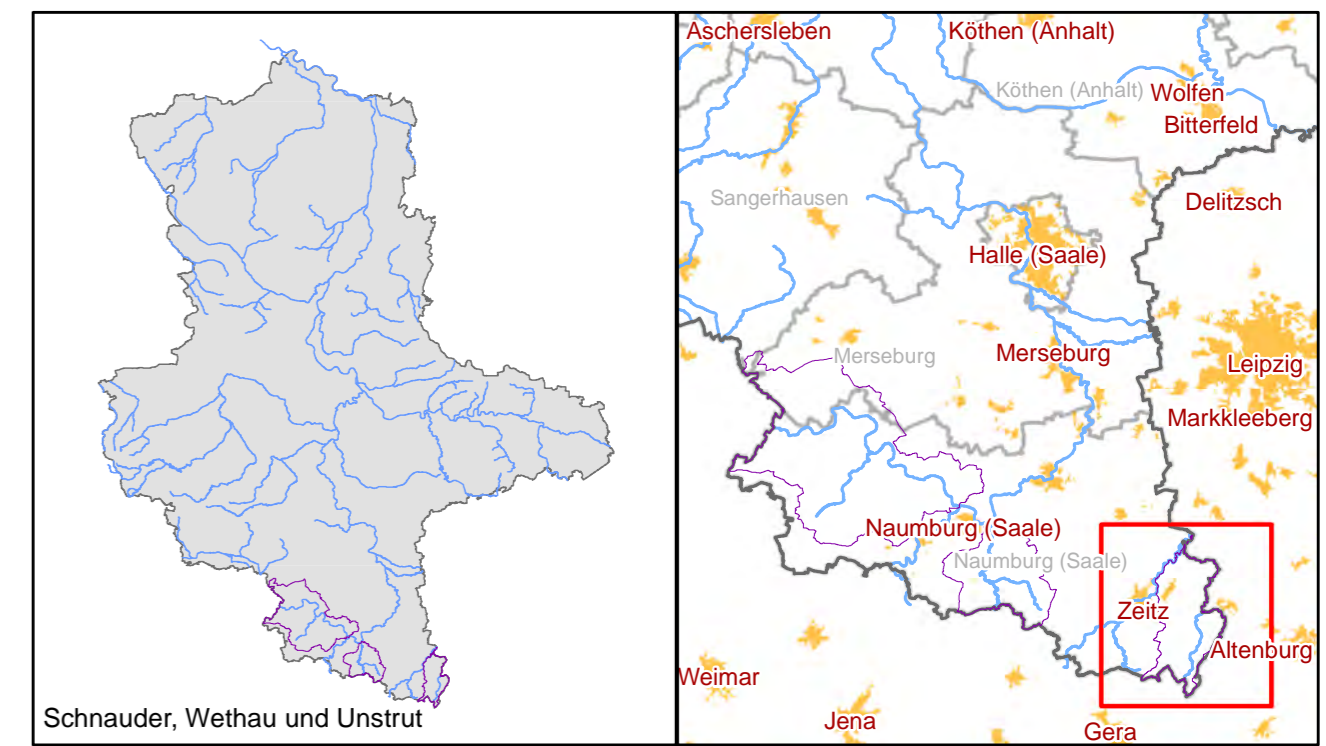 Schnauder, Wethau und Unstrut
Aschersleben
Köthen (Anhalt)
Köthen (Anhalt)
Wolfen
Bitterfeld
Sangerhausen
Delitzsch
Halle (Saale)
Merseburg
Merseburg
Leipzig
Markkleeberg
Naumburg (Saale)
Naumburg (Saale)
Zeitz
Altenburg
Weimar
Jena
Gera